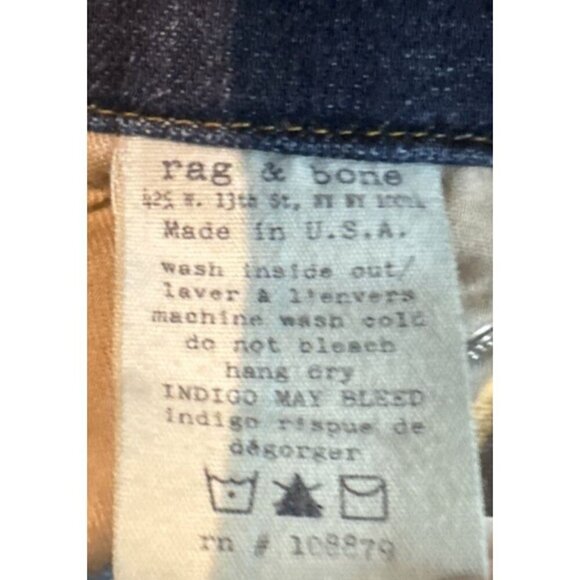 rag & bone
425 W. 13th St, NY NY 10014
Made in U.S.A.
wash inside out/
laver à l'envers
machine wash cold
do not bleach
hang dry
INDIGO MAY BLEED
indigo risque de
dégorger
rn # 108879